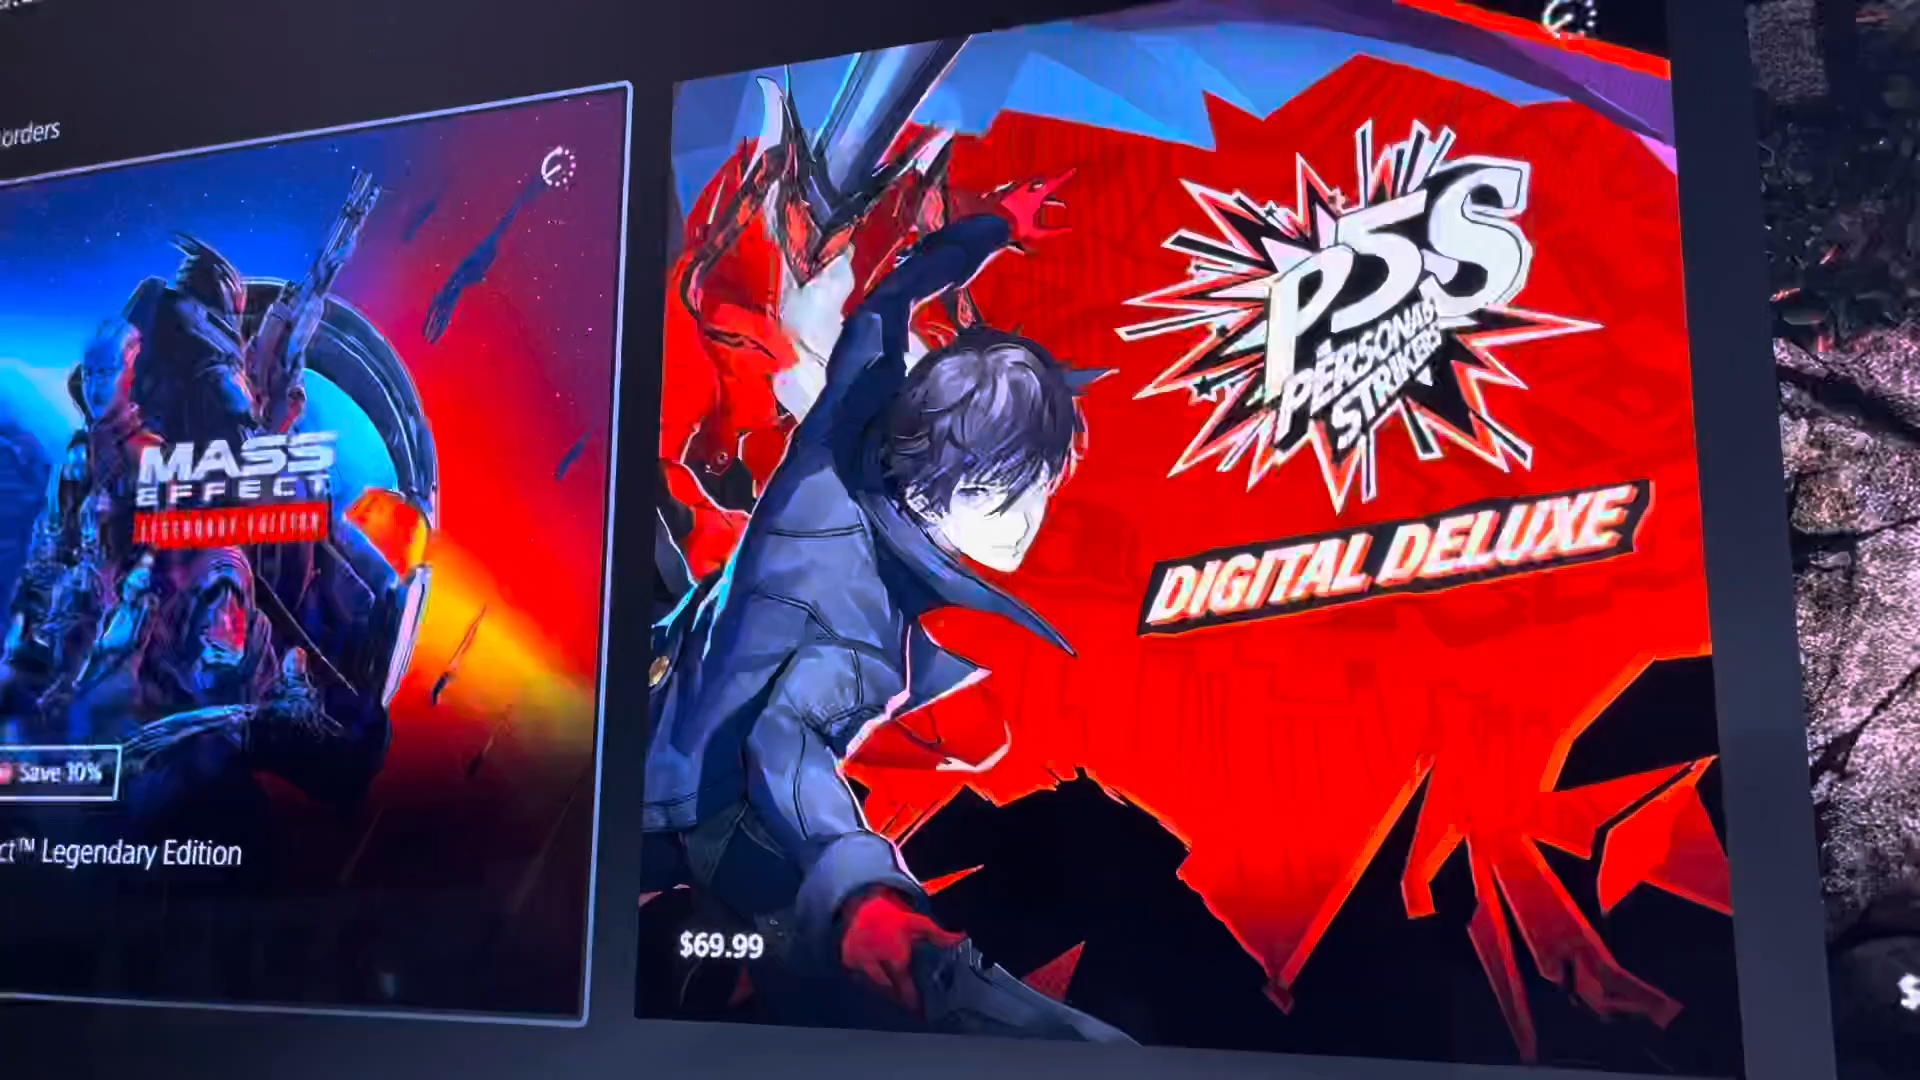 orders
MASS
EFFECT
LEGENDARY EDITION
Save 10%
ct™ Legendary Edition
P5S
PERSONA5
STRIKERS
DIGITAL DELUXE
$69.99
$